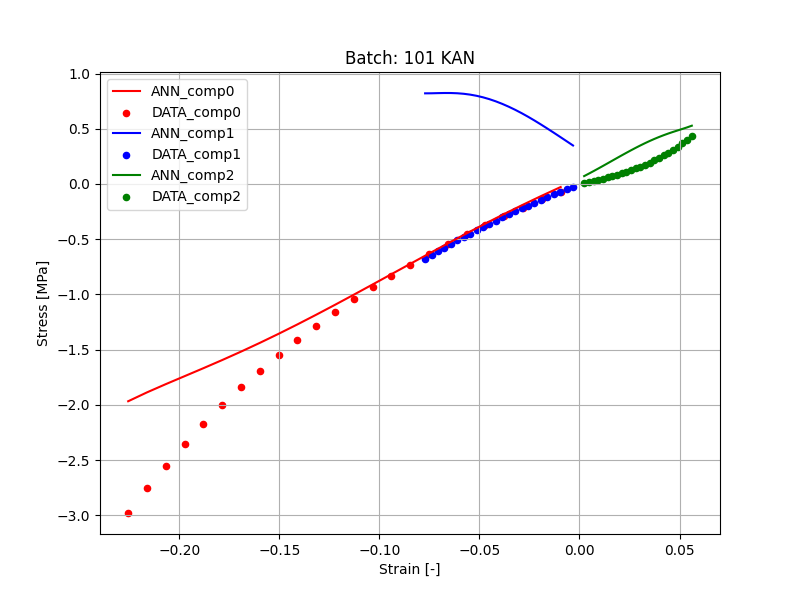 Batch: 101 KAN
ANN_comp0
DATA_comp0
ANN_comp1
DATA_comp1
ANN_comp2
DATA_comp2
1.0
0.5
0.0
−0.5
−1.0
−1.5
−2.0
−2.5
−3.0
Stress [MPa]
−0.20
−0.15
−0.10
−0.05
0.00
0.05
Strain [-]